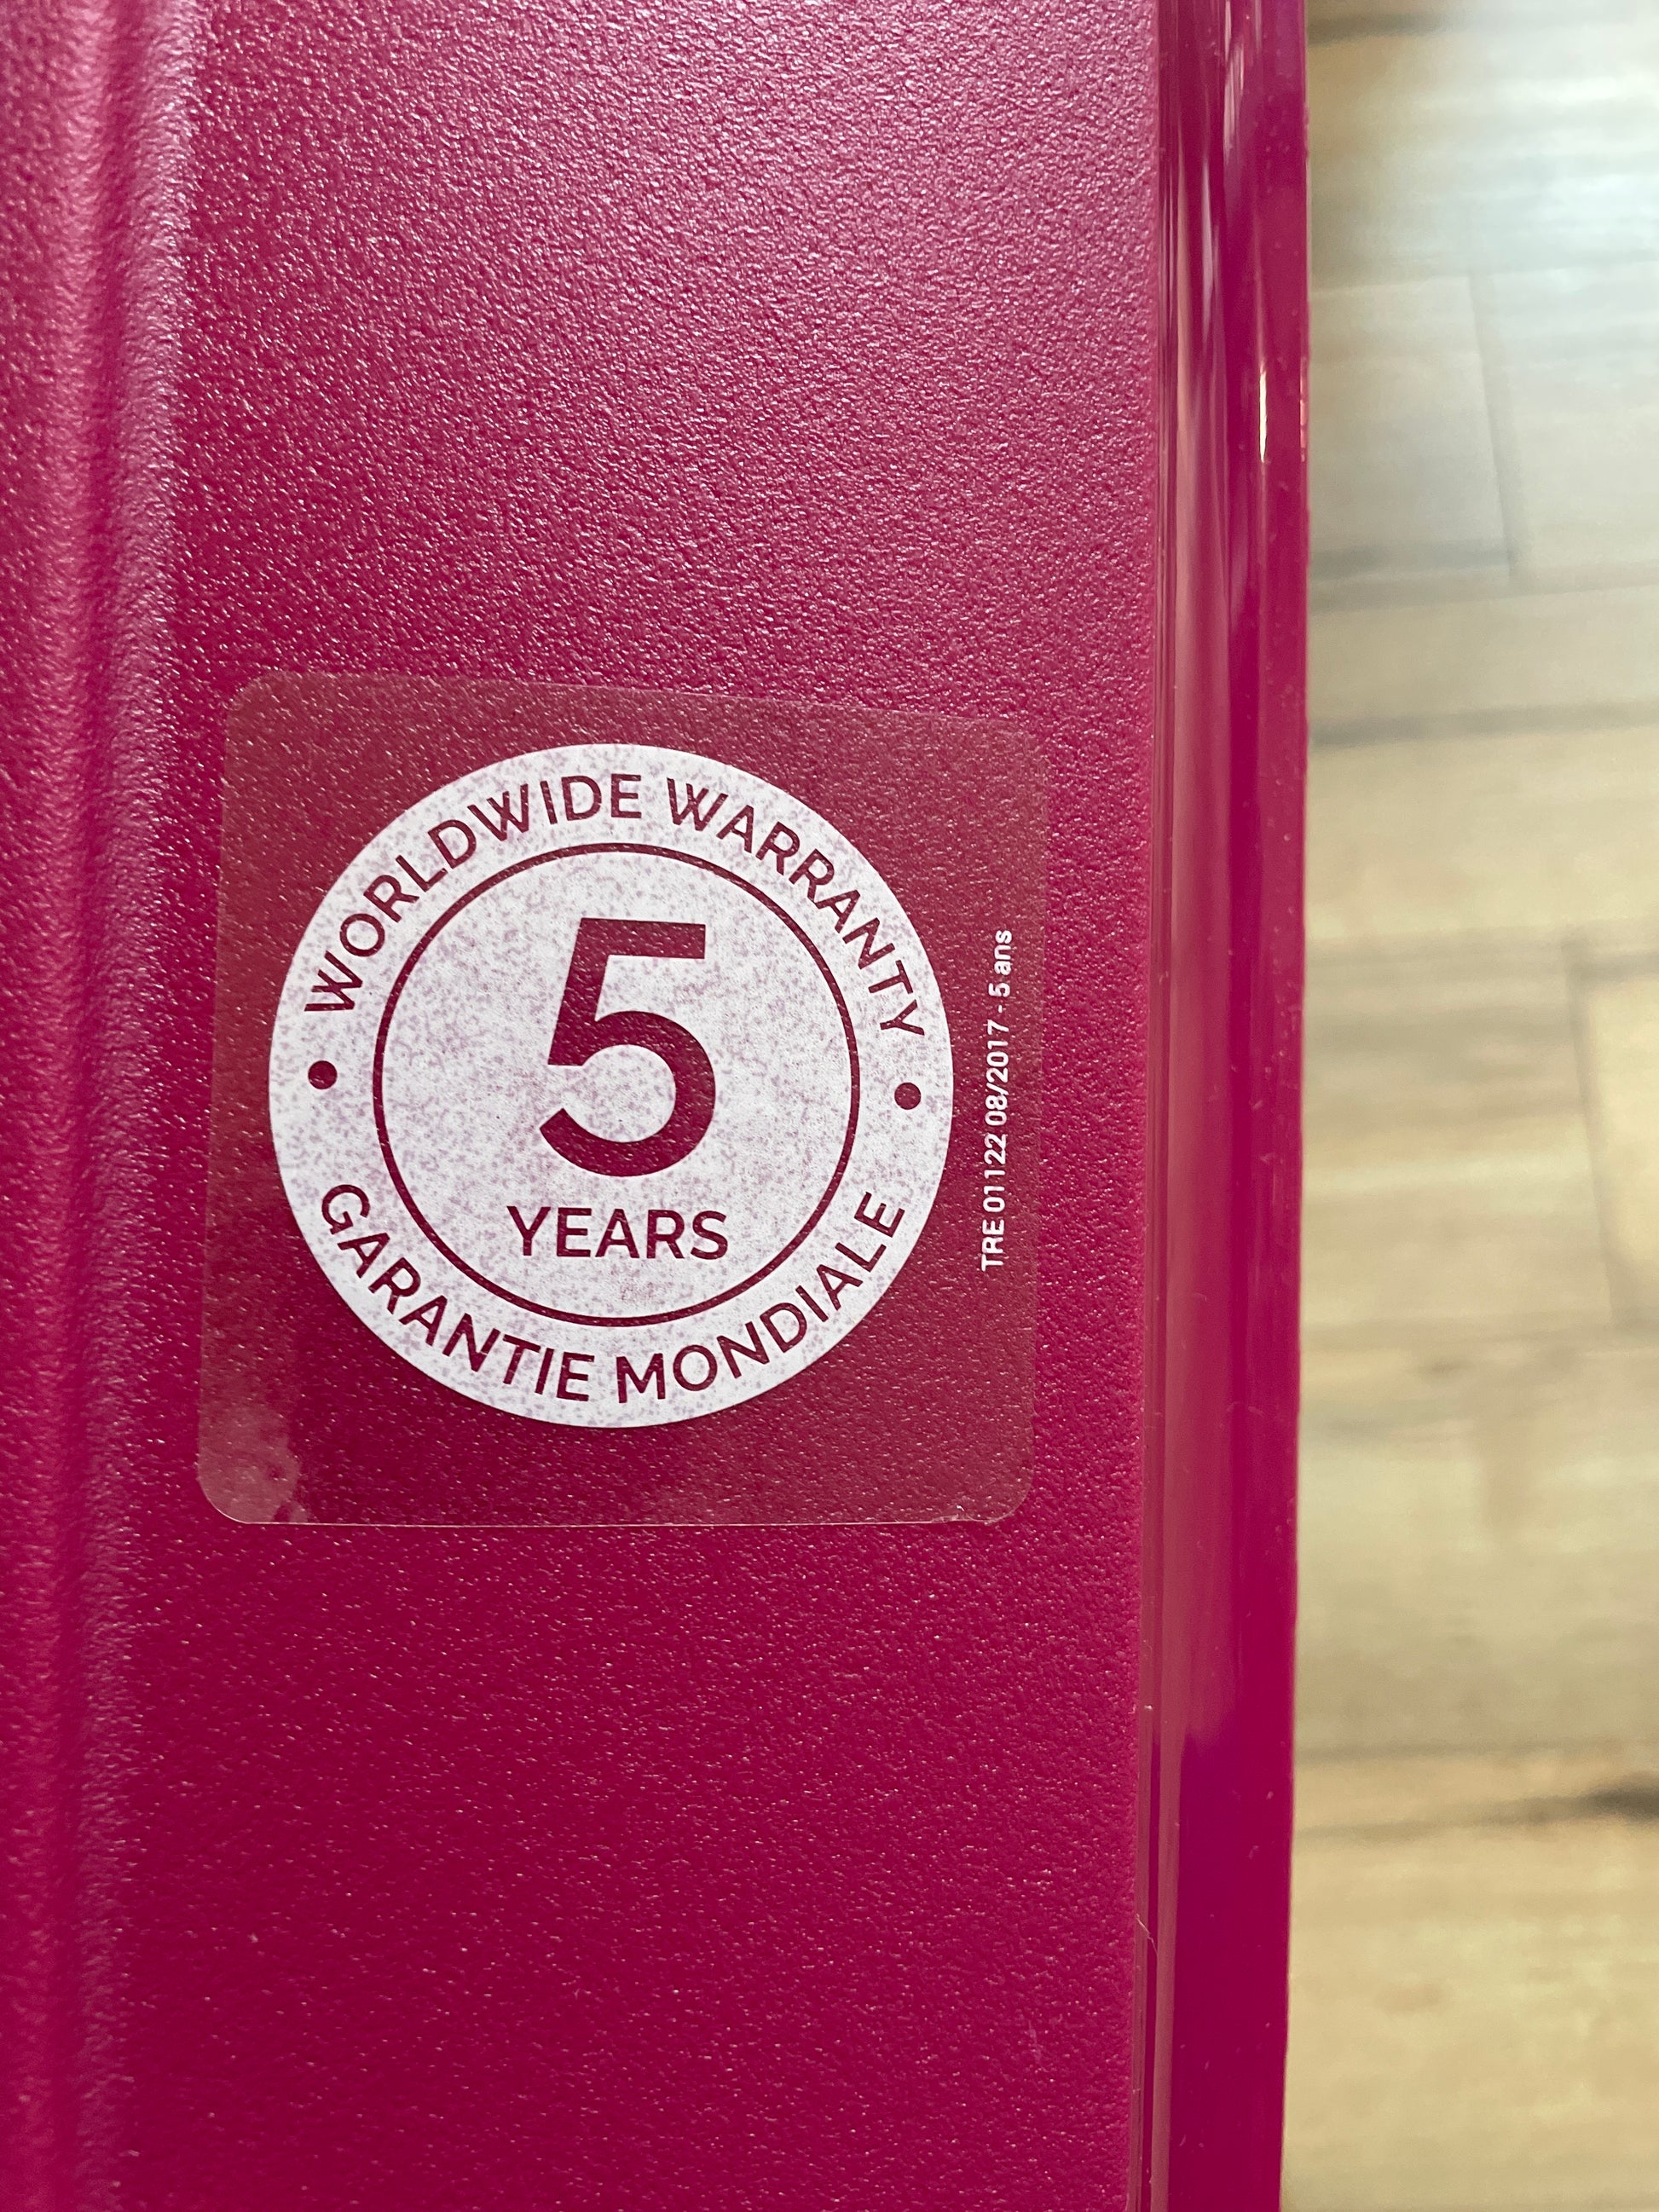 WORLDWIDE WARRANTY
5
YEARS
GARANTIE MONDIALE
TRE 01122 08/2017 - 5 ans